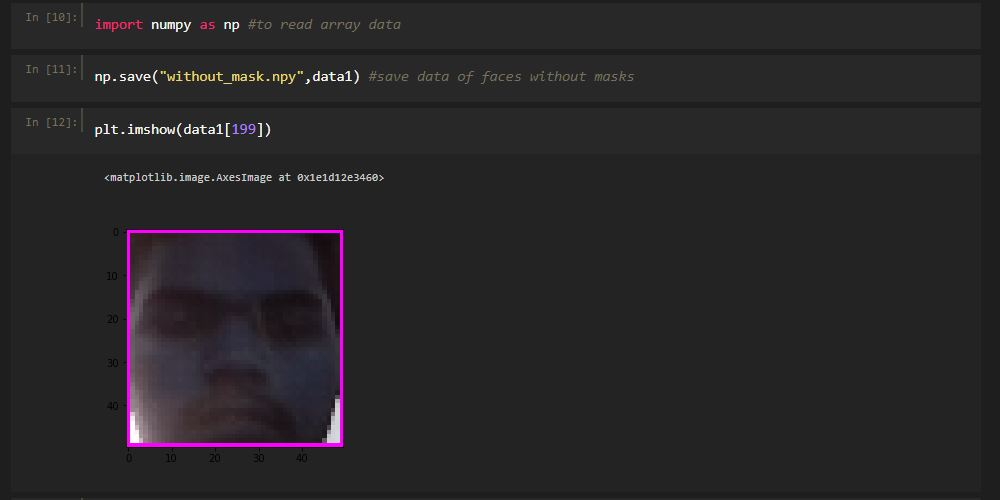 In [10]:
import numpy as np #to read array data
In [11]:
np.save("without_mask.npy",data1) #save data of faces without masks
In [12]:
plt.imshow(data1[199])
<matplotlib.image.AxesImage at 0x1e1d12e3460>
0
10
20
30
40
0 10 20 30 40